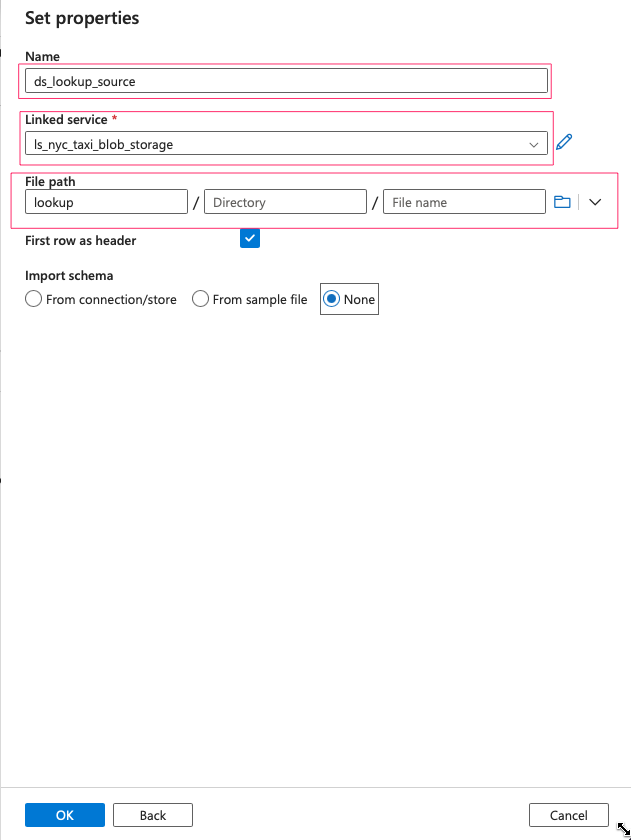 Set properties
Name
ds_lookup_source
Linked service *
ls_nyc_taxi_blob_storage
File path
lookup / Directory / File name
First row as header
Import schema
From connection/store From sample file None
OK Back Cancel